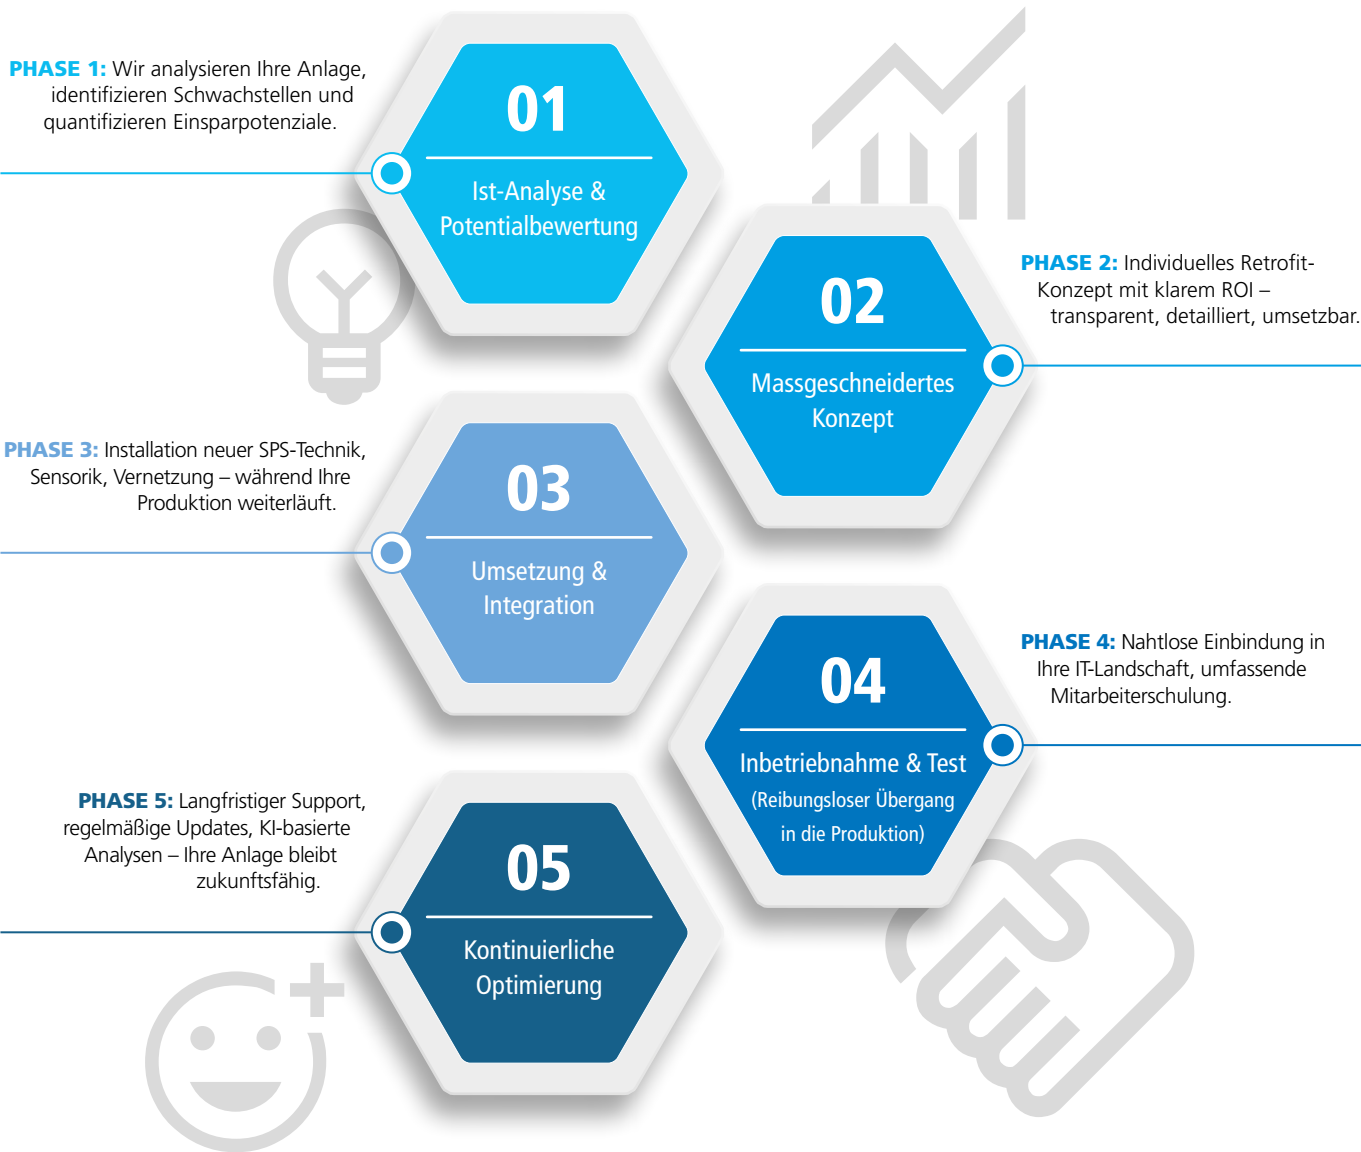 PHASE 1: Wir analysieren Ihre Anlage,
identifizieren Schwachstellen und
quantifizieren Einsparpotenziale.
01
Ist-Analyse &
Potentialbewertung
PHASE 2: Individuelles Retrofit-
Konzept mit klarem ROI –
transparent, detailliert, umsetzbar.
02
Massgeschneidertes
Konzept
PHASE 3: Installation neuer SPS-Technik,
Sensorik, Vernetzung – während Ihre
Produktion weiterläuft.
03
Umsetzung &
Integration
PHASE 4: Nahtlose Einbindung in
Ihre IT-Landschaft, umfassende
Mitarbeiterschulung.
04
Inbetriebnahme & Test
(Reibungsloser Übergang
in die Produktion)
PHASE 5: Langfristiger Support,
regelmäßige Updates, KI-basierte
Analysen – Ihre Anlage bleibt
zukunftsfähig.
05
Kontinuierliche
Optimierung